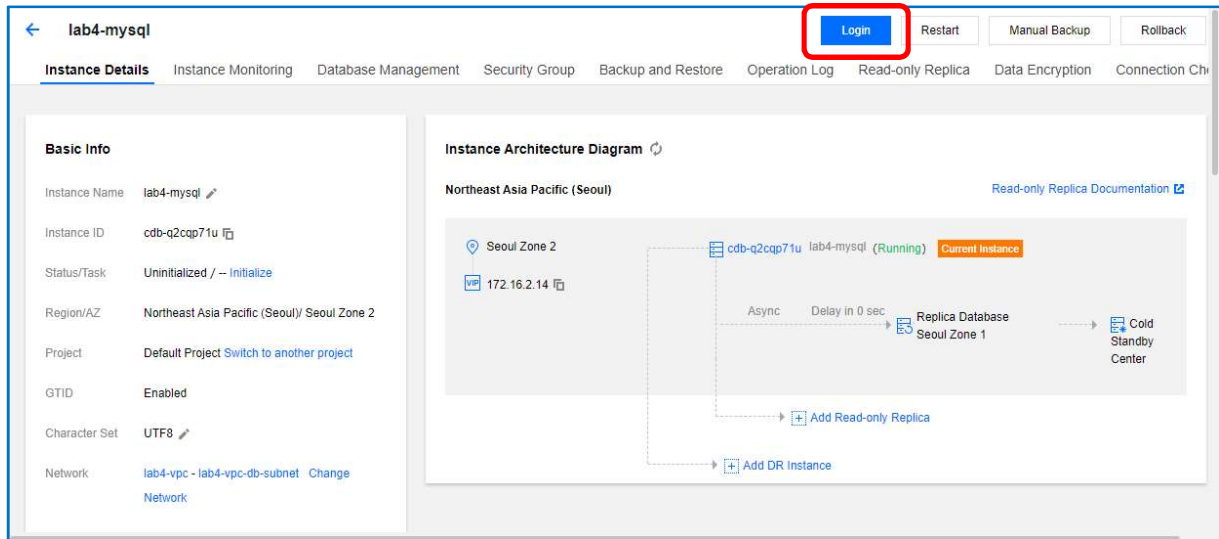 lab4-mysql
Login
Restart
Manual Backup
Rollback
Instance Details
Instance Monitoring
Database Management
Security Group
Backup and Restore
Operation Log
Read-only Replica
Data Encryption
Connection Ch
Basic Info
Instance Name lab4-mysql
Instance ID cdb-q2cqp71u
Status/Task Uninitialized / -- Initialize
Region/AZ Northeast Asia Pacific (Seoul)/ Seoul Zone 2
Project Default Project Switch to another project
GTID Enabled
Character Set UTF8
Network lab4-vpc - lab4-vpc-db-subnet Change
Network
Instance Architecture Diagram
Northeast Asia Pacific (Seoul)
Read-only Replica Documentation
Seoul Zone 2
VIP 172.16.2.14
cdb-q2cqp71u lab4-mysql (Running) Current Instance
Async Delay in 0 sec
Replica Database
Seoul Zone 1
Cold
Standby
Center
Add Read-only Replica
Add DR Instance